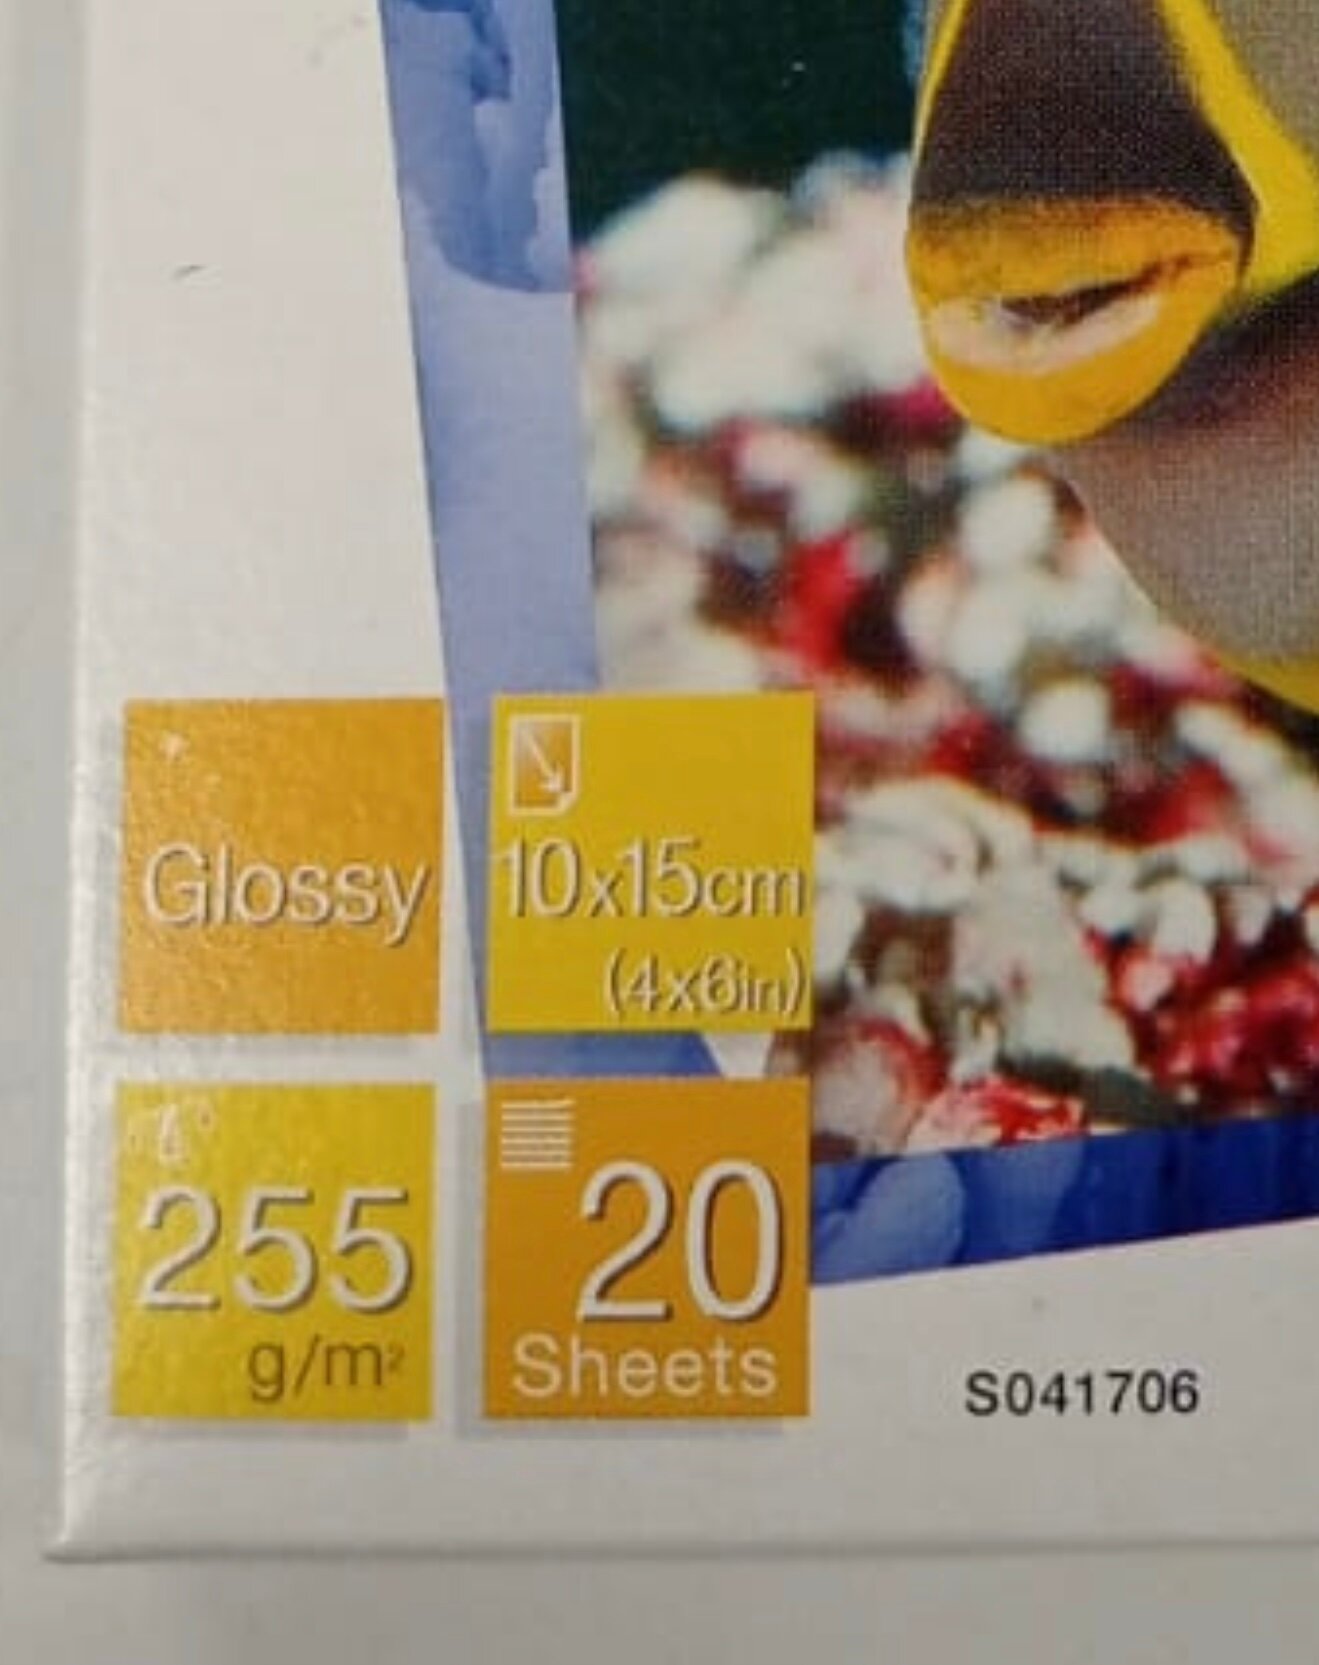 Glossy
10x15cm
(4x6in)
255
g/m²
20
Sheets
S041706